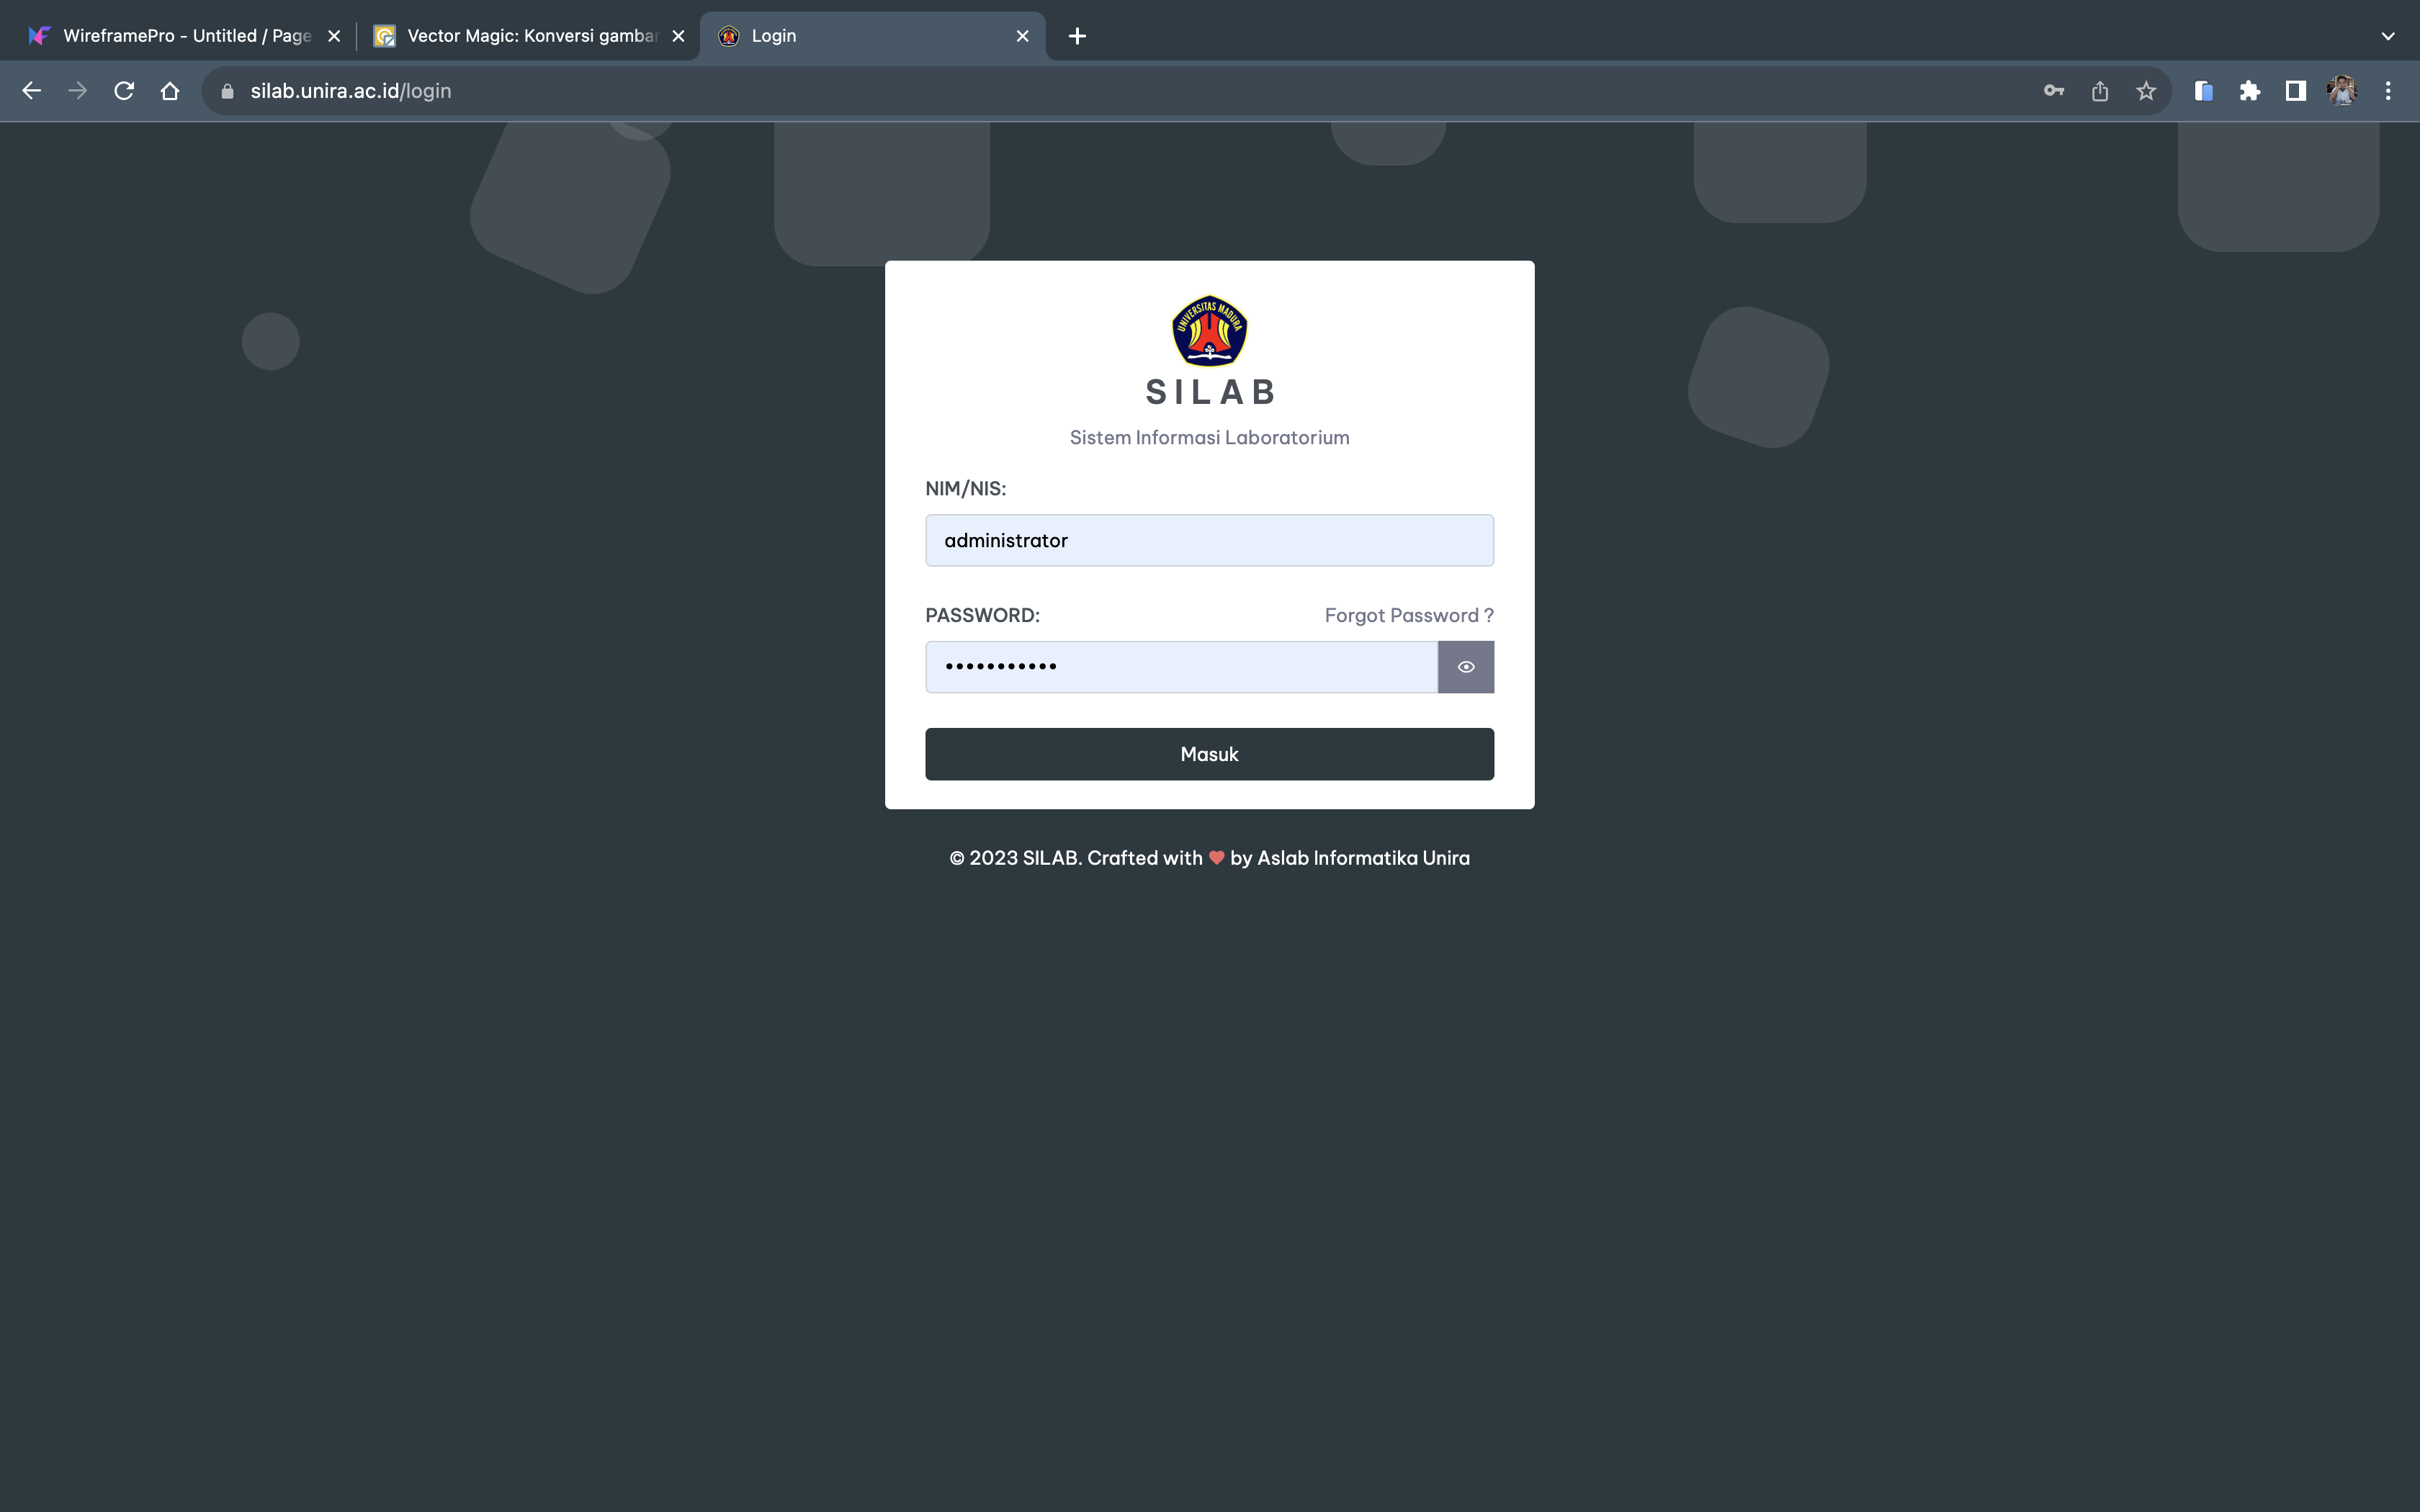 WireframePro - Untitled / Page
Vector Magic: Konversi gambar
Login
silab.unira.ac.id/login
UNIVERSITAS MADURA
SILAB
Sistem Informasi Laboratorium
NIM/NIS:
administrator
PASSWORD:
Forgot Password ?
•••••••••••
Masuk
© 2023 SILAB. Crafted with ♥ by Aslab Informatika Unira